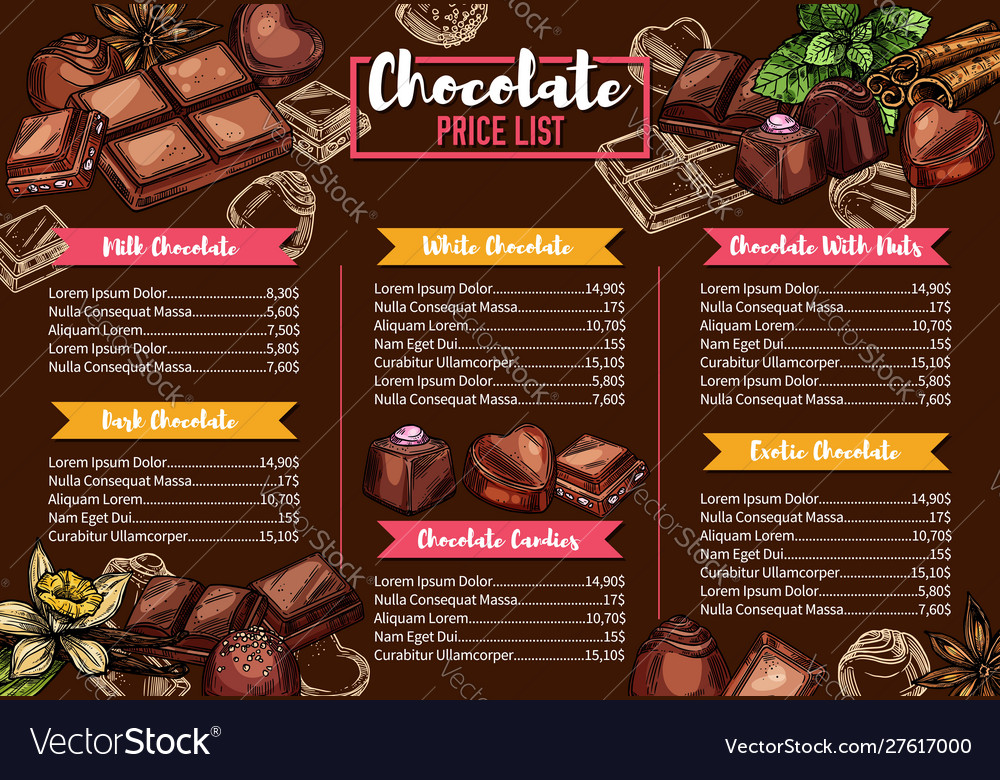 Chocolate
PRICE LIST
Milk Chocolate
Lorem Ipsum Dolor............................8,30$
Nulla Consequat Massa.....................5,60$
Aliquam Lorem...................................7,50$
Lorem Ipsum Dolor............................5,80$
Nulla Consequat Massa.....................7,60$
Dark Chocolate
Lorem Ipsum Dolor..........................14,90$
Nulla Consequat Massa........................17$
Aliquam Lorem.................................10,70$
Nam Eget Dui.........................................15$
Curabitur Ullamcorper.....................15,10$
White Chocolate
Lorem Ipsum Dolor..........................14,90$
Nulla Consequat Massa........................17$
Aliquam Lorem.................................10,70$
Nam Eget Dui.........................................15$
Curabitur Ullamcorper.....................15,10$
Lorem Ipsum Dolor............................5,80$
Nulla Consequat Massa.....................7,60$
Chocolate Candies
Lorem Ipsum Dolor..........................14,90$
Nulla Consequat Massa........................17$
Aliquam Lorem.................................10,70$
Nam Eget Dui.........................................15$
Curabitur Ullamcorper.....................15,10$
Chocolate With Nuts
Lorem Ipsum Dolor..........................14,90$
Nulla Consequat Massa........................17$
Aliquam Lorem.................................10,70$
Nam Eget Dui.........................................15$
Curabitur Ullamcorper.....................15,10$
Lorem Ipsum Dolor............................5,80$
Nulla Consequat Massa.....................7,60$
Exotic Chocolate
Lorem Ipsum Dolor..........................14,90$
Nulla Consequat Massa........................17$
Aliquam Lorem.................................10,70$
Nam Eget Dui.........................................15$
Curabitur Ullamcorper.....................15,10$
Lorem Ipsum Dolor............................5,80$
Nulla Consequat Massa.....................7,60$
VectorStock®
VectorStock.com/27617000